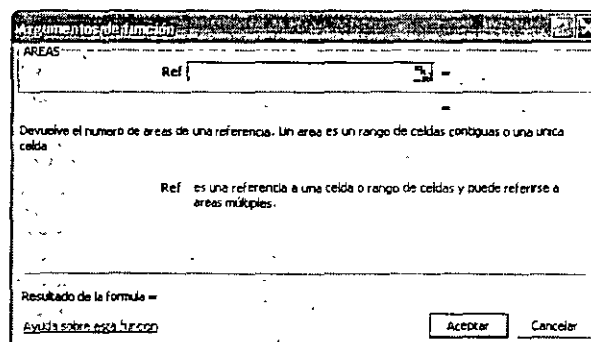 Argumentos de función
AREAS
Ref =
=
Devuelve el numero de areas de una referencia. Un area es un rango de celdas contiguas o una unica
celda
Ref es una referencia a una celda o rango de celdas y puede referirse a
areas múltiples.
Resultado de la formula =
Ayuda sobre esta funcion
Aceptar Cancelar